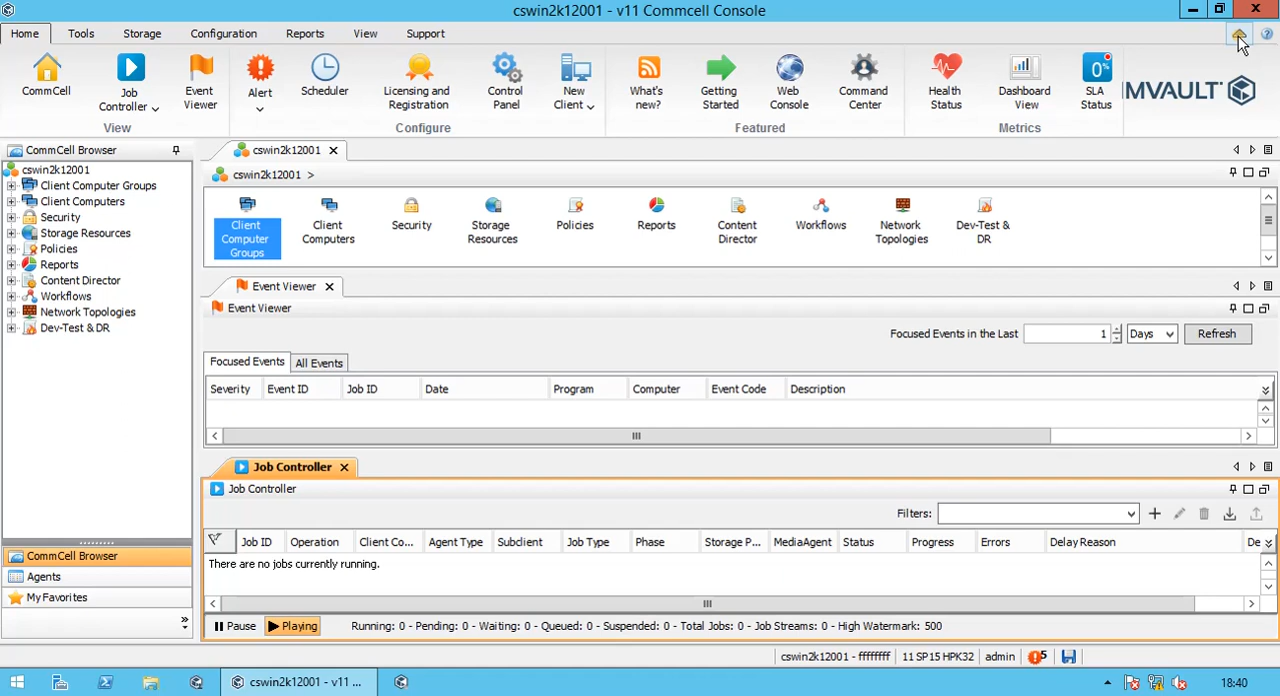 cswin2k12001 - v11 Commcell Console
Home Tools Storage Configuration Reports View Support
CommCell
Job Controller
Event Viewer
Alert
Scheduler
Licensing and Registration
Control Panel
New Client
What's new?
Getting Started
Web Console
Command Center
Health Status
Dashboard View
0%
SLA Status
MVAULT
View Configure Featured Metrics
CommCell Browser
cswin2k12001
Client Computer Groups
Client Computers
Security
Storage Resources
Policies
Reports
Content Director
Workflows
Network Topologies
Dev-Test & DR
CommCell Browser
Agents
My Favorites
cswin2k12001
cswin2k12001 >
Client Computer Groups
Client Computers
Security
Storage Resources
Policies
Reports
Content Director
Workflows
Network Topologies
Dev-Test & DR
Event Viewer
Event Viewer
Focused Events in the Last 1 Days Refresh
Focused Events All Events
Severity Event ID Job ID Date Program Computer Event Code Description
Job Controller
Job Controller
Filters:
Job ID Operation Client Co... Agent Type Subclient Job Type Phase Storage P... MediaAgent Status Progress Errors Delay Reason De
There are no jobs currently running.
Pause Playing Running: 0 - Pending: 0 - Waiting: 0 - Queued: 0 - Suspended: 0 - Total Jobs: 0 - Job Streams: 0 - High Watermark: 500
cswin2k12001 - ffffffff 11 SP15 HPK32 admin 5
cswin2k12001 - v11 ... 18:40